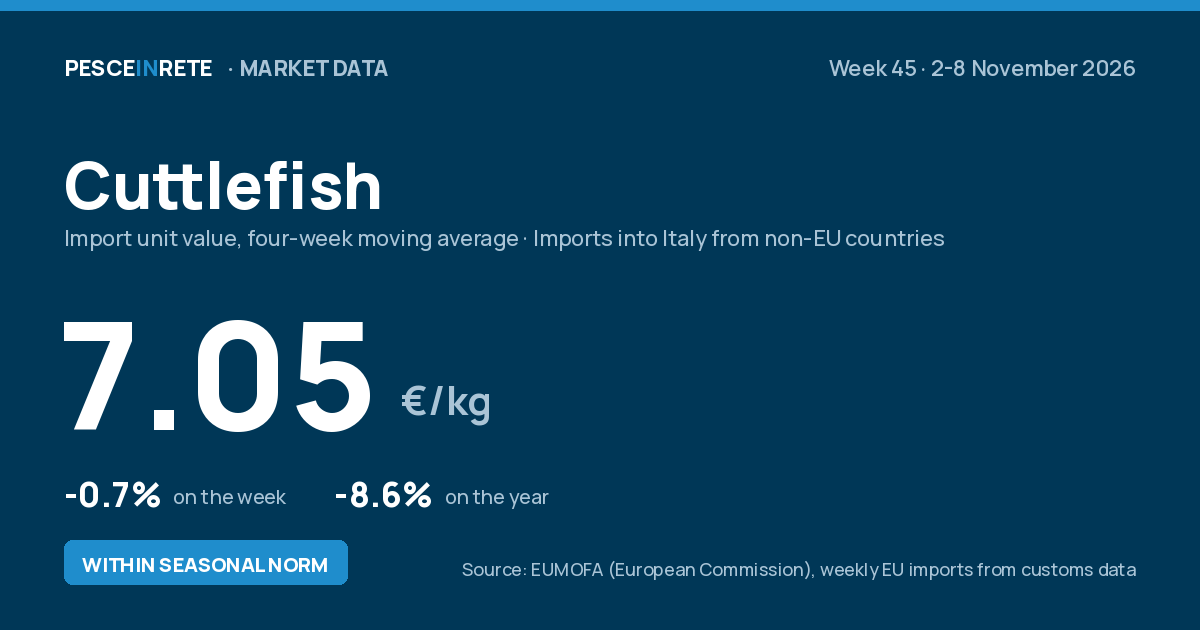 PESCEINRETE · MARKET DATA
Week 45 · 2-8 November 2026
Cuttlefish
Import unit value, four-week moving average · Imports into Italy from non-EU countries
7.05 €/kg
-0.7% on the week -8.6% on the year
WITHIN SEASONAL NORM
Source: EUMOFA (European Commission), weekly EU imports from customs data